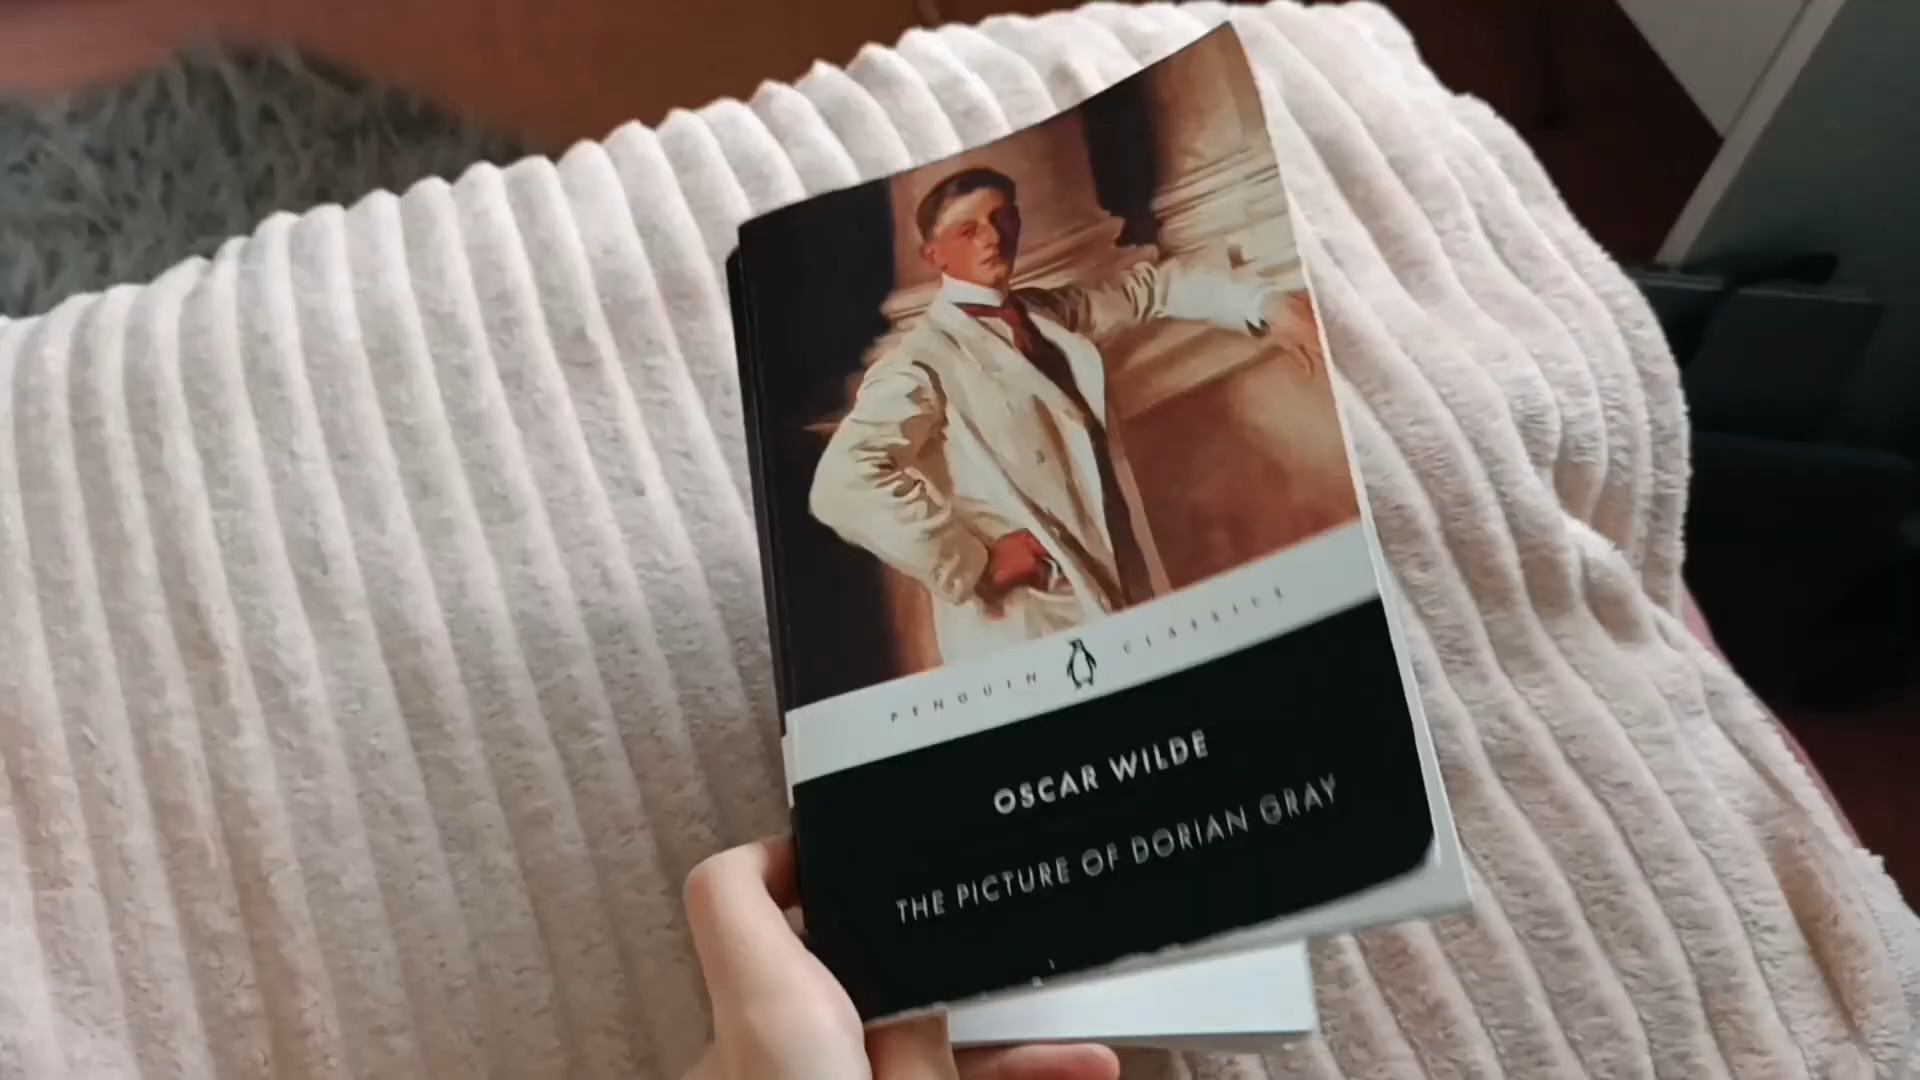 PENGUIN CLASSICS
OSCAR WILDE
THE PICTURE OF DORIAN GRAY